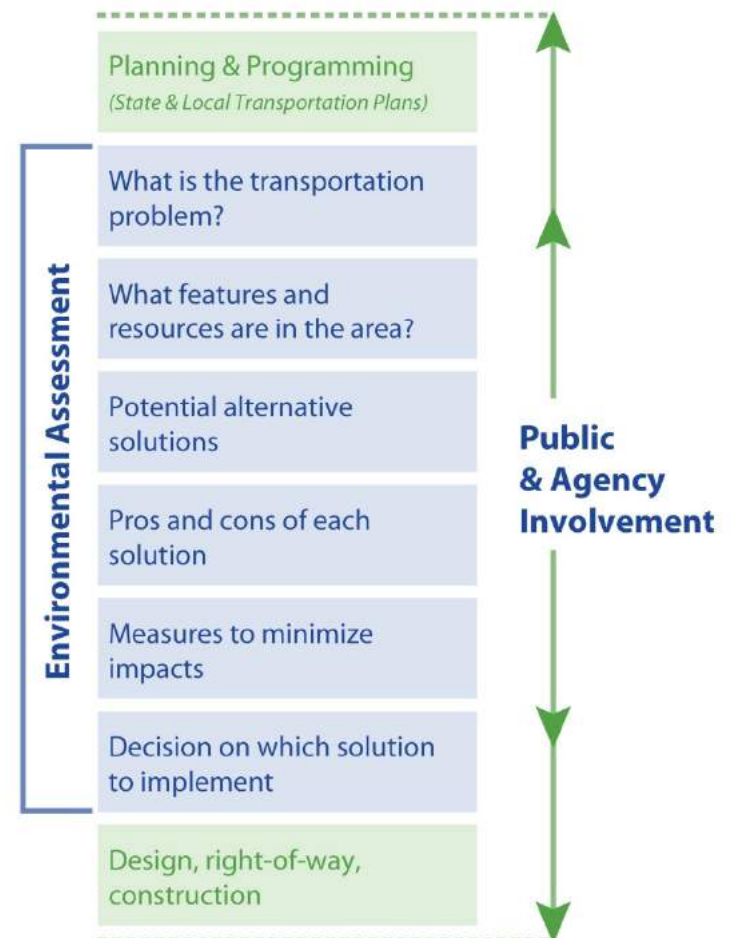 Planning & Programming
(State & Local Transportation Plans)
What is the transportation
problem?
What features and
resources are in the area?
Potential alternative
solutions
Pros and cons of each
solution
Measures to minimize
impacts
Decision on which solution
to implement
Design, right-of-way,
construction
Environmental Assessment
Public
& Agency
Involvement